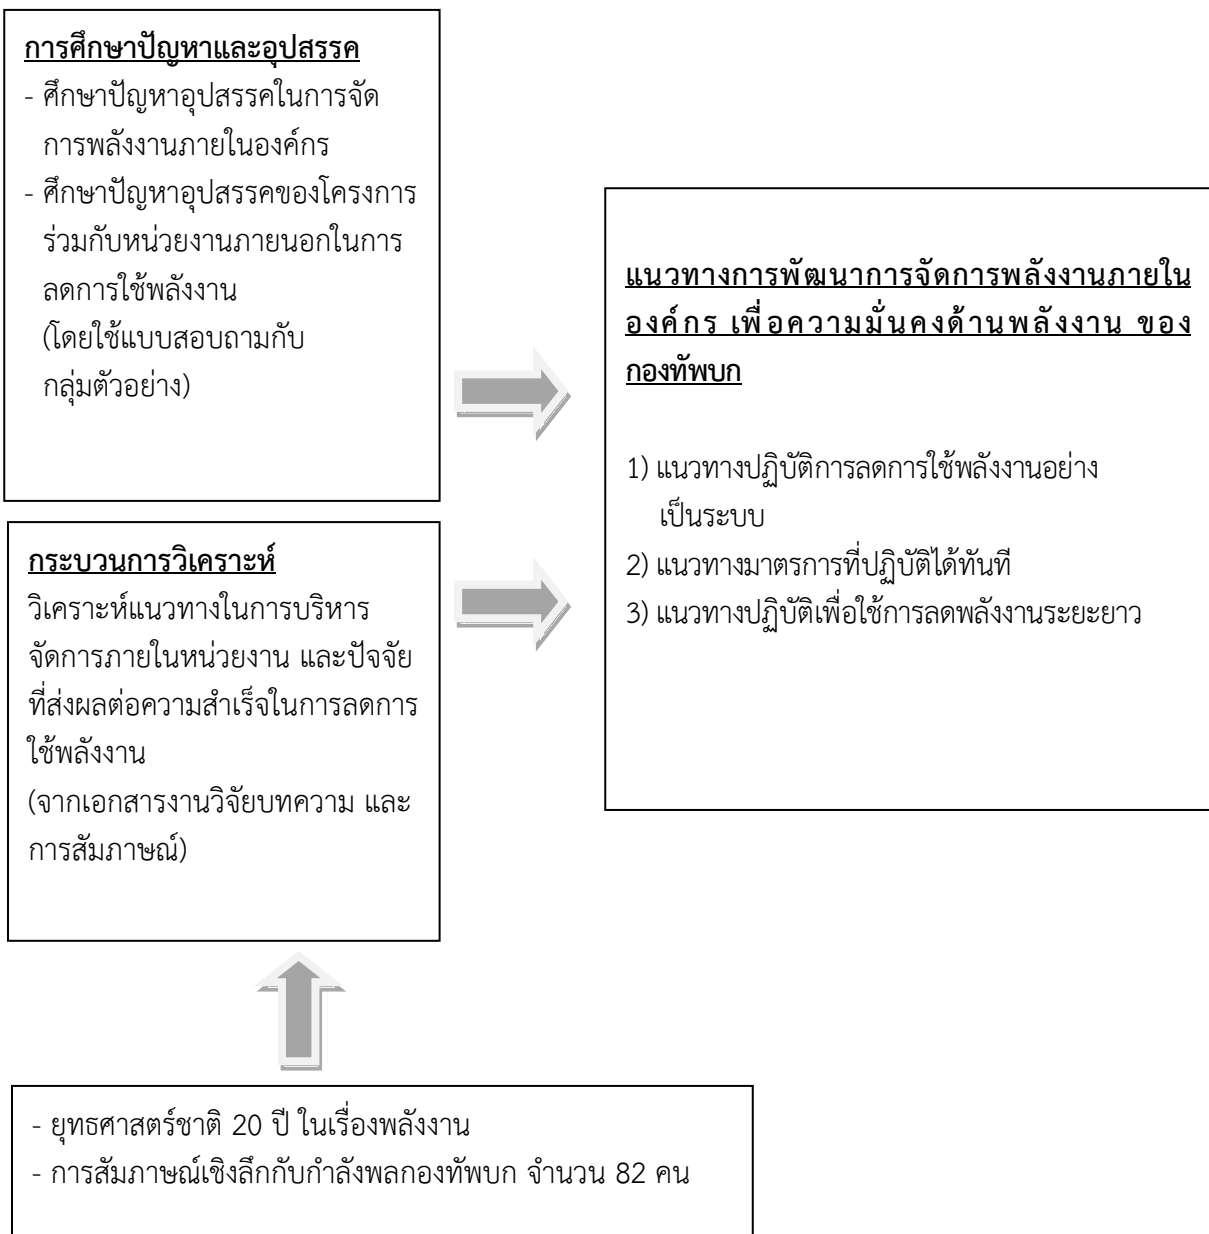 การศึกษาปัญหาและอุปสรรค
- ศึกษาปัญหาอุปสรรคในการจัด
การพลังงานภายในองค์กร
- ศึกษาปัญหาอุปสรรคของโครงการ
ร่วมกับหน่วยงานภายนอกในการ
ลดการใช้พลังงาน
(โดยใช้แบบสอบถามกับ
กลุ่มตัวอย่าง)
กระบวนการวิเคราะห์
วิเคราะห์แนวทางในการบริหาร
จัดการภายในหน่วยงาน และปัจจัย
ที่ส่งผลต่อความสำเร็จในการลดการ
ใช้พลังงาน
(จากเอกสารงานวิจัยบทความ และ
การสัมภาษณ์)
แนวทางการพัฒนาการจัดการพลังงานภายใน
องค์กร เพื่อความมั่นคงด้านพลังงาน ของ
กองทัพบก
1) แนวทางปฏิบัติการลดการใช้พลังงานอย่าง
เป็นระบบ
2) แนวทางมาตรการที่ปฏิบัติได้ทันที
3) แนวทางปฏิบัติเพื่อใช้การลดพลังงานระยะยาว
- ยุทธศาสตร์ชาติ 20 ปี ในเรื่องพลังงาน
- การสัมภาษณ์เชิงลึกกับกำลังพลกองทัพบก จำนวน 82 คน